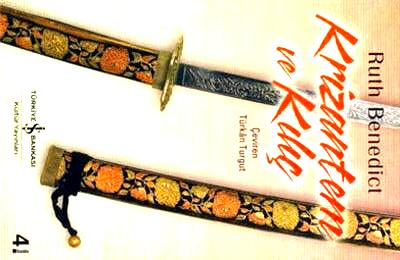 Ruth Benedict
Krizantem
ve Kılıç
Çeviren
Türkân Turgut
TÜRKİYE İŞ BANKASI
Kültür Yayınları
4